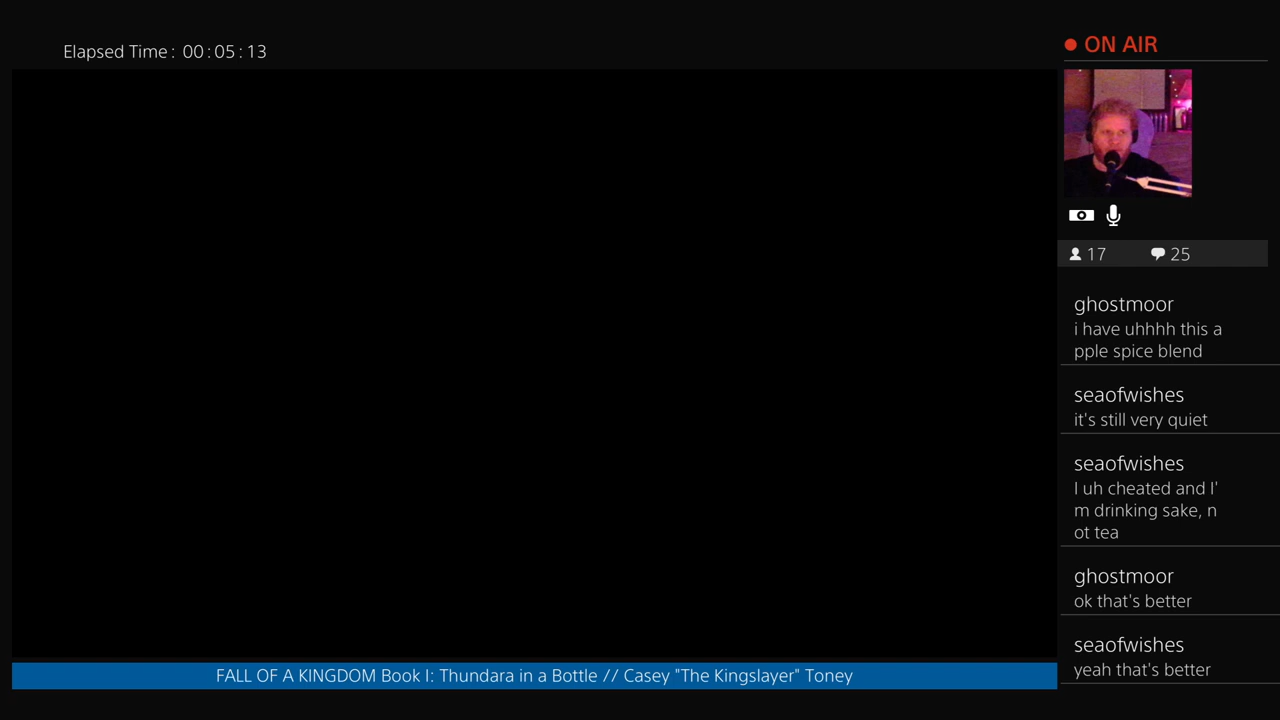 Elapsed Time: 00:05:13
ON AIR
17 25
ghostmoor
i have uhhhh this a
pple spice blend
seaofwishes
it's still very quiet
seaofwishes
I uh cheated and I'
m drinking sake, n
ot tea
ghostmoor
ok that's better
seaofwishes
yeah that's better
FALL OF A KINGDOM Book I: Thundara in a Bottle // Casey "The Kingslayer" Toney